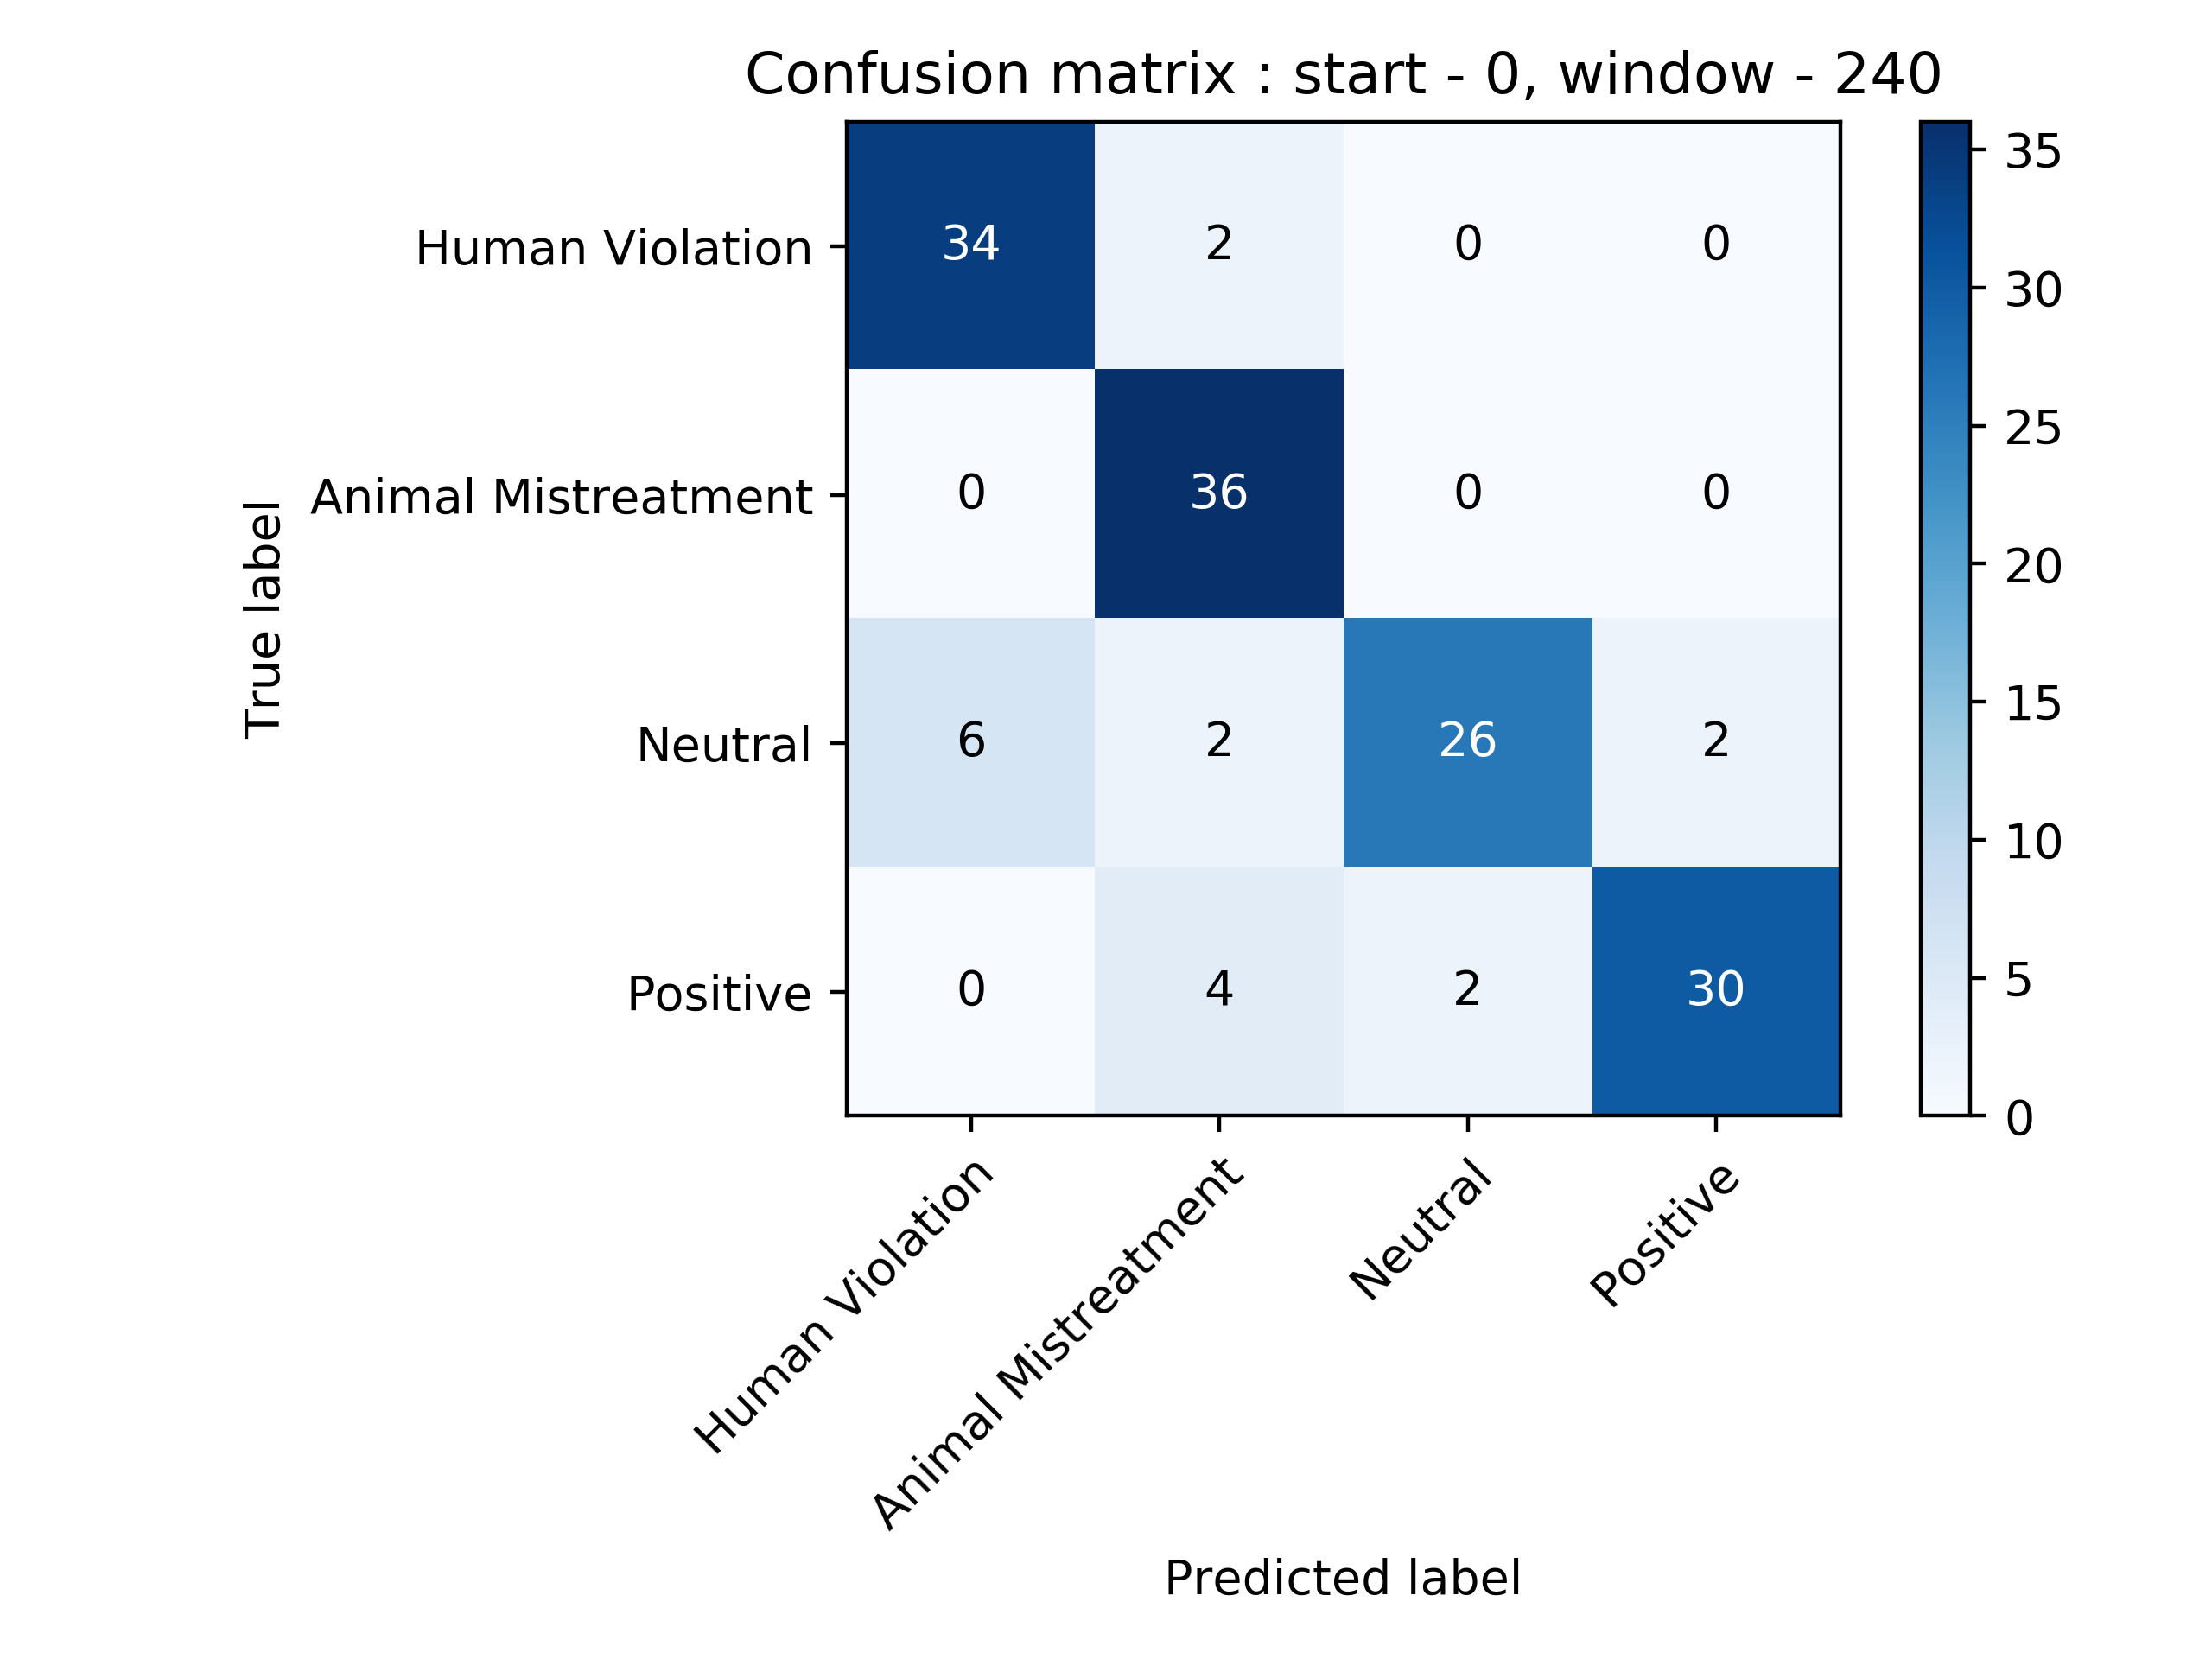 Confusion matrix : start - 0, window - 240
True label
Human Violation 34 2 0 0
Animal Mistreatment 0 36 0 0
Neutral 6 2 26 2
Positive 0 4 2 30
Human Violation
Animal Mistreatment
Neutral
Positive
Predicted label
35
30
25
20
15
10
5
0